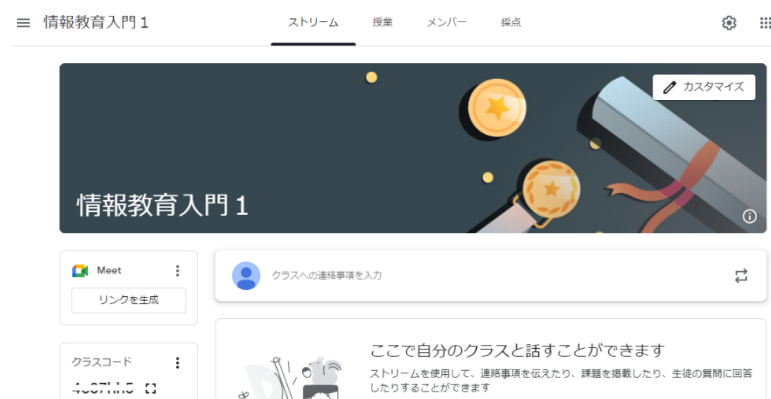 情報教育入門1
ストリーム 授業 メンバー 採点
カスタマイズ
情報教育入門1
Meet
リンクを生成
クラスへの連絡事項を入力
クラスコード
ここで自分のクラスと話すことができます
ストリームを使用して、連絡事項を伝えたり、課題を掲載したり、生徒の質問に回答
したりすることができます